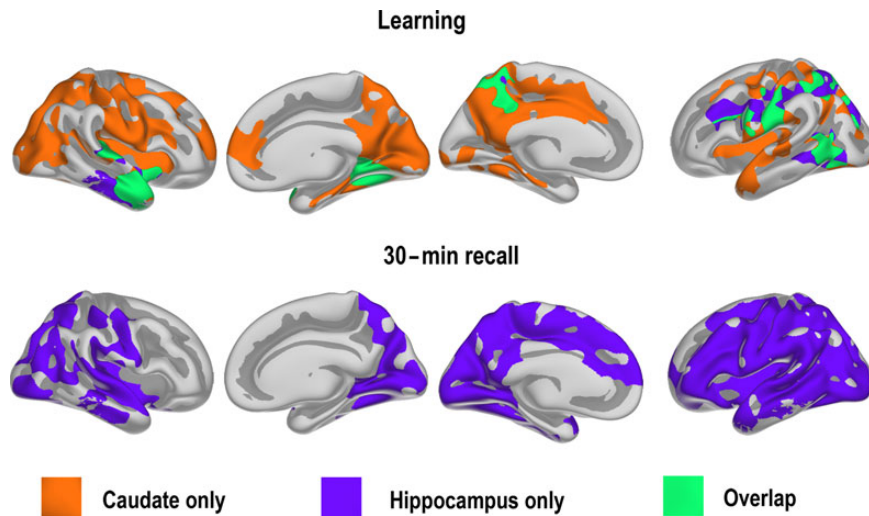 Learning
30-min recall
Caudate only
Hippocampus only
Overlap